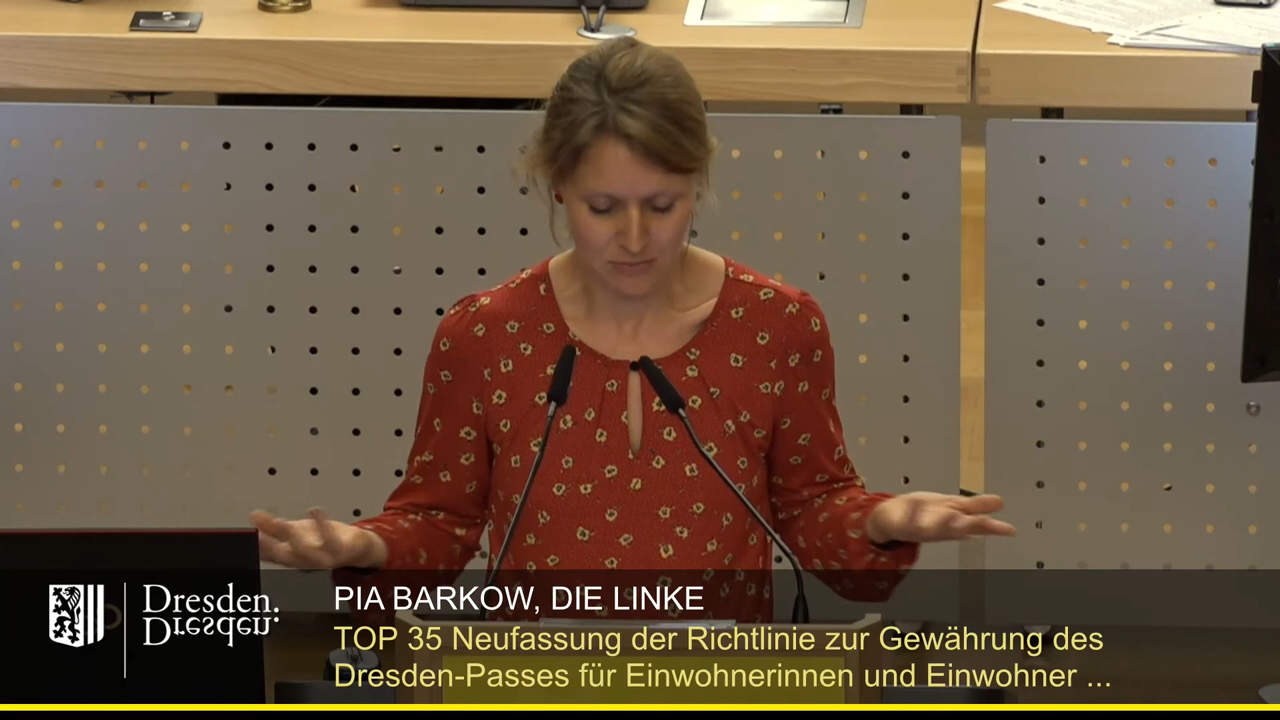 Dresden.
Dresden.
PIA BARKOW, DIE LINKE
TOP 35 Neufassung der Richtlinie zur Gewährung des
Dresden-Passes für Einwohnerinnen und Einwohner ...